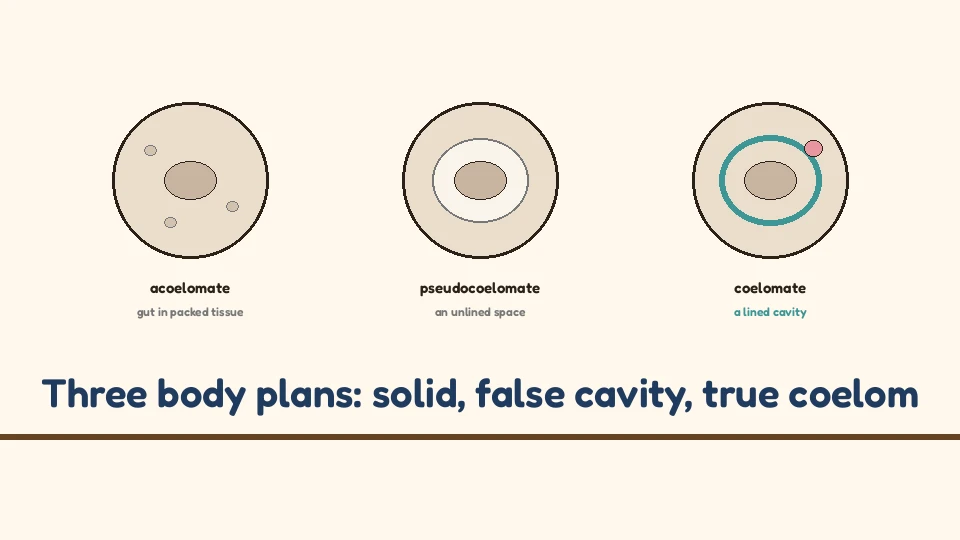 acoelomate
gut in packed tissue
pseudocoelomate
an unlined space
coelomate
a lined cavity
Three body plans: solid, false cavity, true coelom